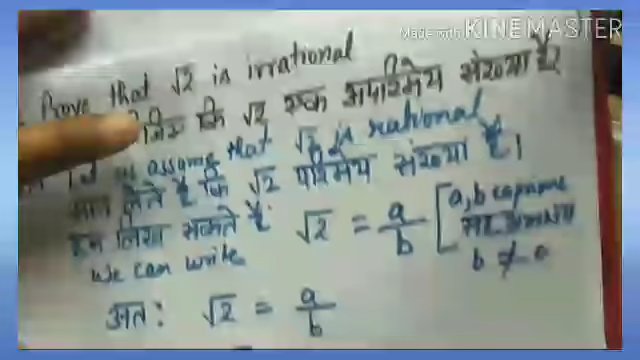 Made with KINEMASTER
Prove that √2 is irrational
कि √2 एक अपरिमेय संख्या है।
Let us assume that √2 is rational
मान लेते है कि √2 परिमेय संख्या है।
हम लिख सकते है √2 = a/b [a, b coprime
We can write b ≠ 0
अतः √2 = a/b